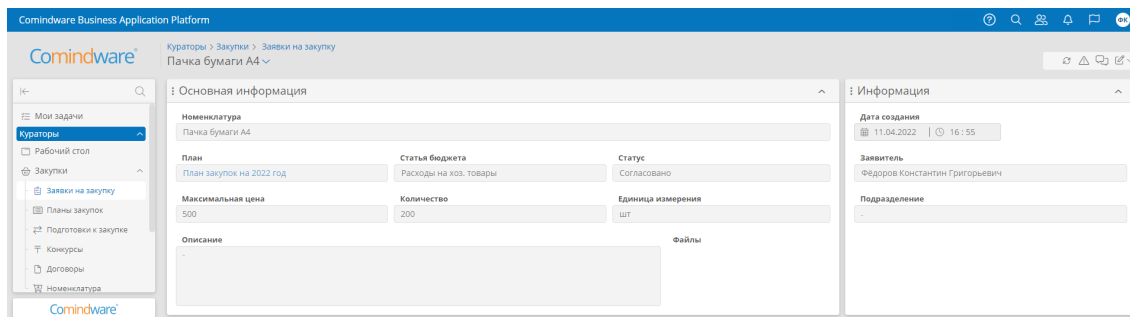 Comindware Business Application Platform
ФК
Comindware
Кураторы > Закупки > Заявки на закупку
Пачка бумаги А4
Мои задачи
Кураторы
Рабочий стол
Закупки
Заявки на закупку
Планы закупок
Подготовки к закупке
Конкурсы
Договоры
Номенклатура
Comindware
Основная информация
Номенклатура
Пачка бумаги А4
План
Статья бюджета
Статус
План закупок на 2022 год
Расходы на хоз. товары
Согласовано
Максимальная цена
Количество
Единица измерения
500
200
шт
Описание
Файлы
-
Информация
Дата создания
11.04.2022 16 : 55
Заявитель
Фёдоров Константин Григорьевич
Подразделение
-